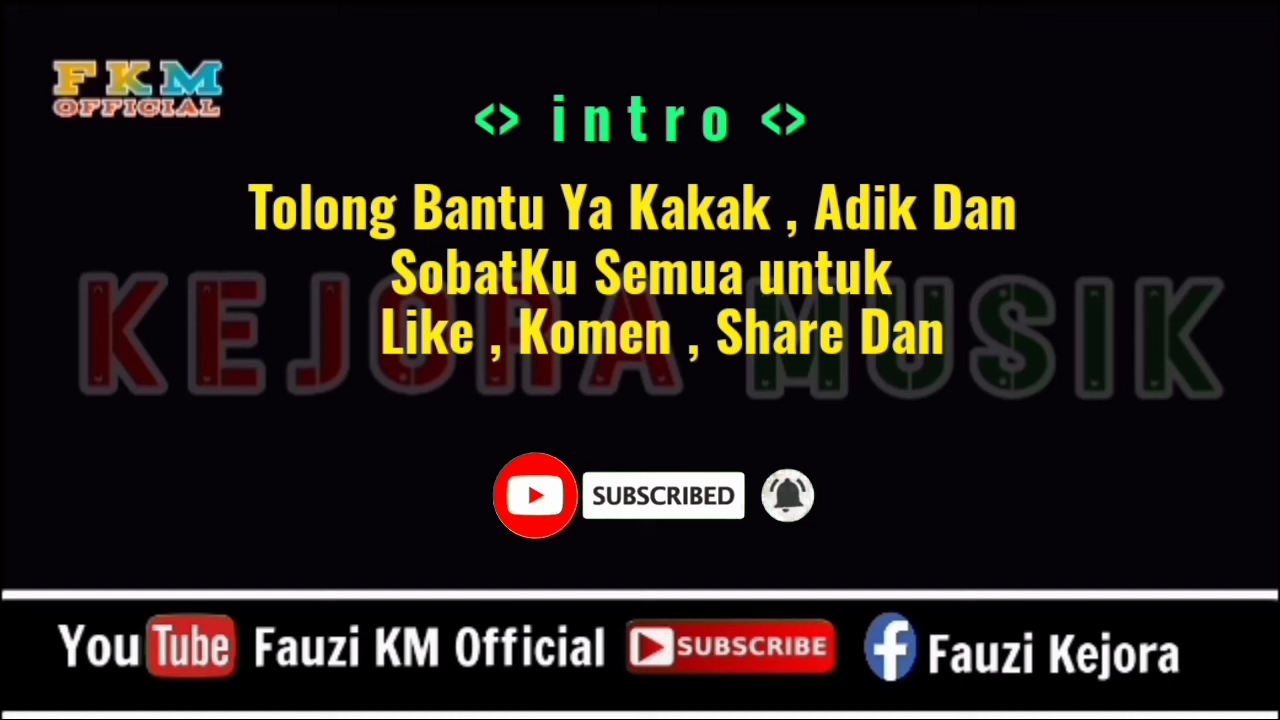 FKM
OFFICIAL
<> intro <>
Tolong Bantu Ya Kakak , Adik Dan
SobatKu Semua untuk
Like , Komen , Share Dan
KEJORA MUSIK
SUBSCRIBED
YouTube Fauzi KM Official SUBSCRIBE Fauzi Kejora